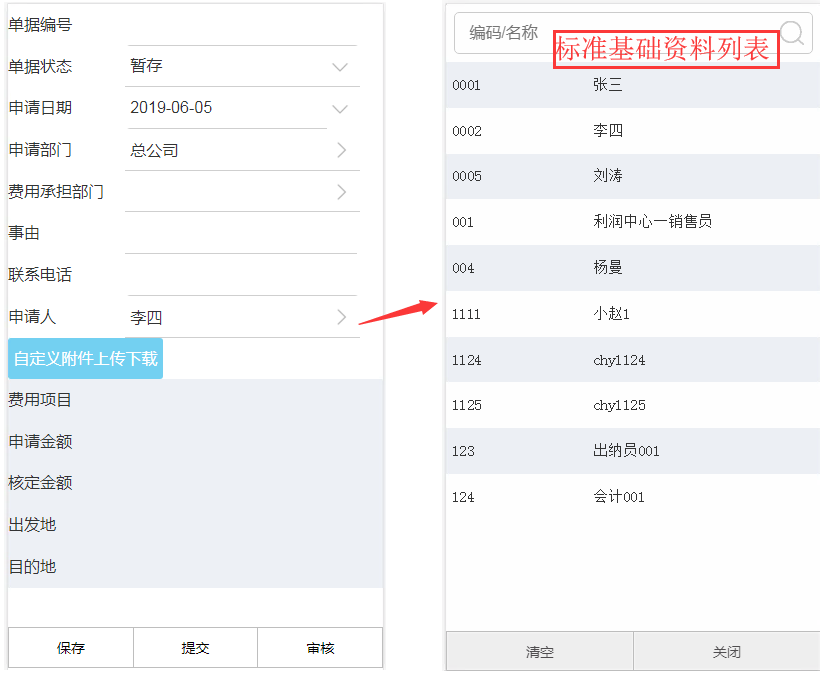 单据编号
单据状态 暂存
申请日期 2019-06-05
申请部门 总公司
费用承担部门
事由
联系电话
申请人 李四
自定义附件上传下载
费用项目
申请金额
核定金额
出发地
目的地
保存 提交 审核
编码/名称
标准基础资料列表
0001 张三
0002 李四
0005 刘涛
001 利润中心一销售员
004 杨曼
1111 小赵1
1124 chy1124
1125 chy1125
123 出纳员001
124 会计001
清空 关闭